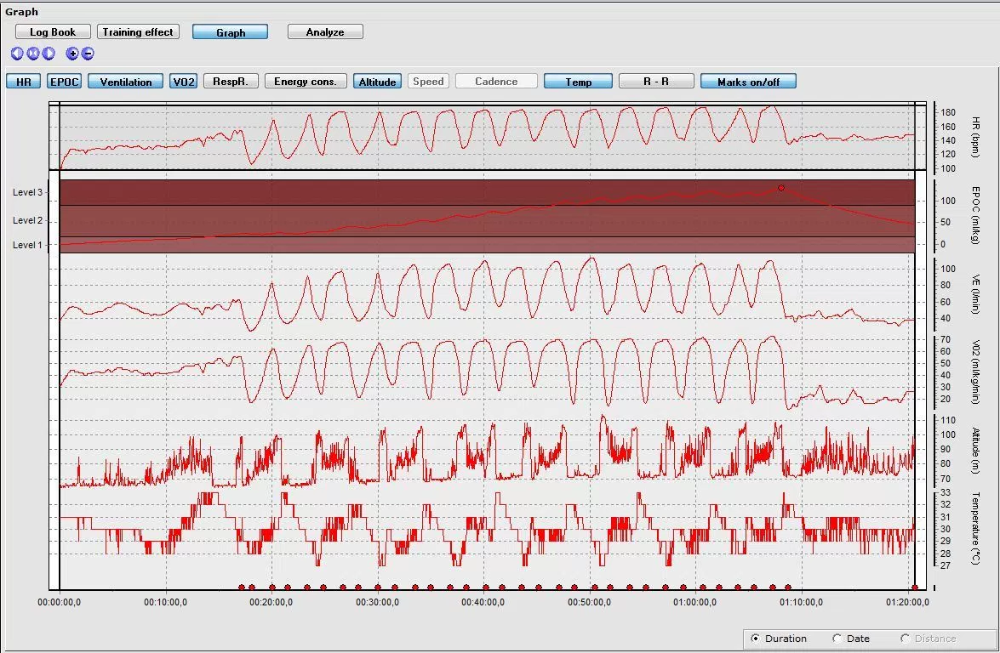 Graph
Log Book Training effect Graph Analyze
HR EPOC Ventilation VO2 RespR. Energy cons. Altitude Speed Cadence Temp R - R Marks on/off
180
160
140
120
100
HR (bpm)
Level 3
Level 2
Level 1
100
50
0
EPOC (ml/kg)
100
80
60
40
VE (l/min)
70
60
50
40
30
20
VO2 (ml/kg/min)
110
100
90
80
70
Altitude (m)
33
32
31
30
29
28
27
Temperature (°C)
00:00:00,0 00:10:00,0 00:20:00,0 00:30:00,0 00:40:00,0 00:50:00,0 01:00:00,0 01:10:00,0 01:20:00,0
Duration Date Distance